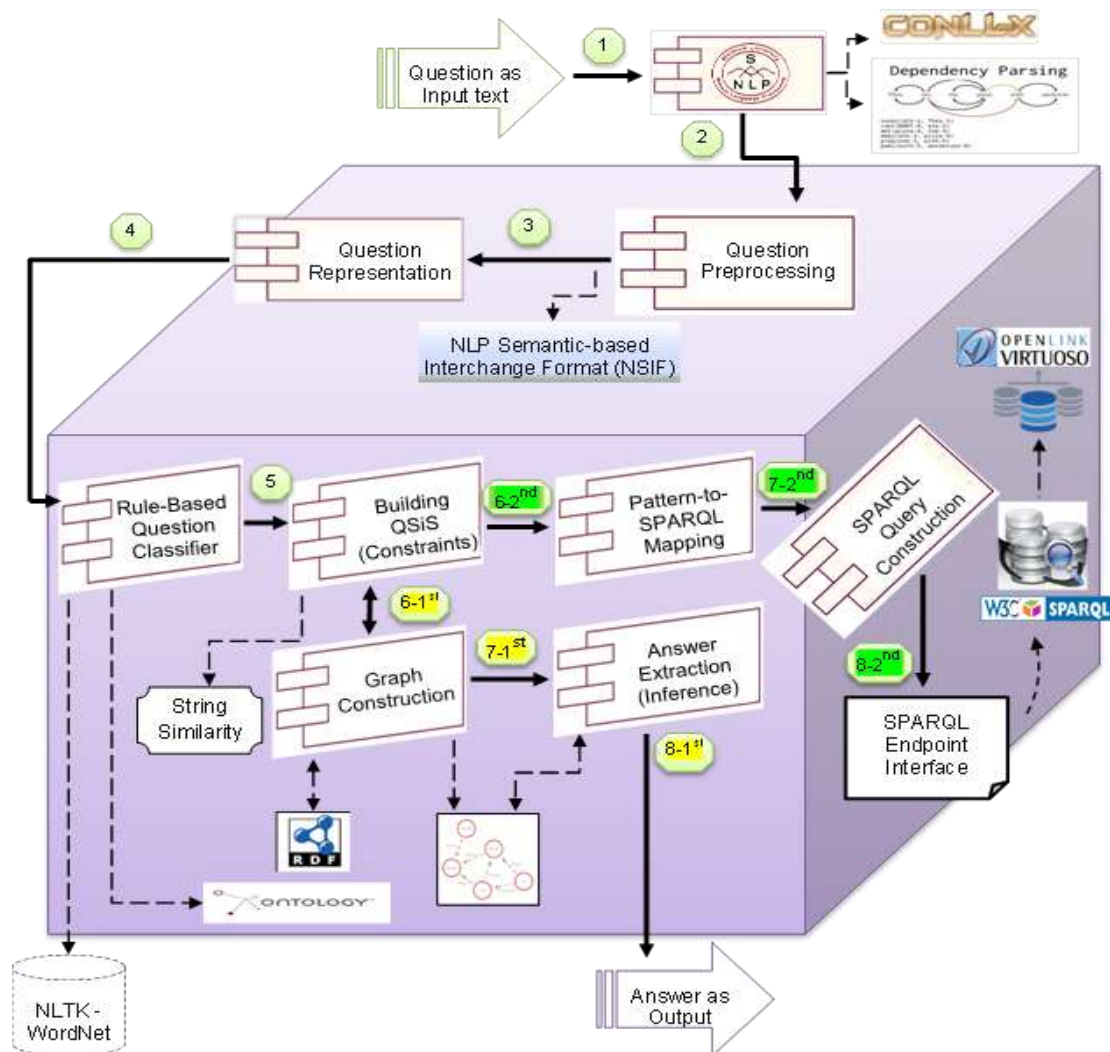 1
CONLLX
Question as
Input text
S
NLP
Dependency Parsing
2
4
3
Question
Representation
Question
Preprocessing
NLP Semantic-based
Interchange Format (NSIF)
OPENLINK
VIRTUOSO
5
Rule-Based
Question
Classifier
Building
QSiS
(Constraints)
6-2nd
Pattern-to-
SPARQL
Mapping
7-2nd
SPARQL
Query
Construction
W3C SPARQL
6-1st
7-1st
8-2nd
String
Similarity
Graph
Construction
Answer
Extraction
(Inference)
8-1st
SPARQL
Endpoint
Interface
RDF
ONTOLOGY
NLTK -
WordNet
Answer as
Output